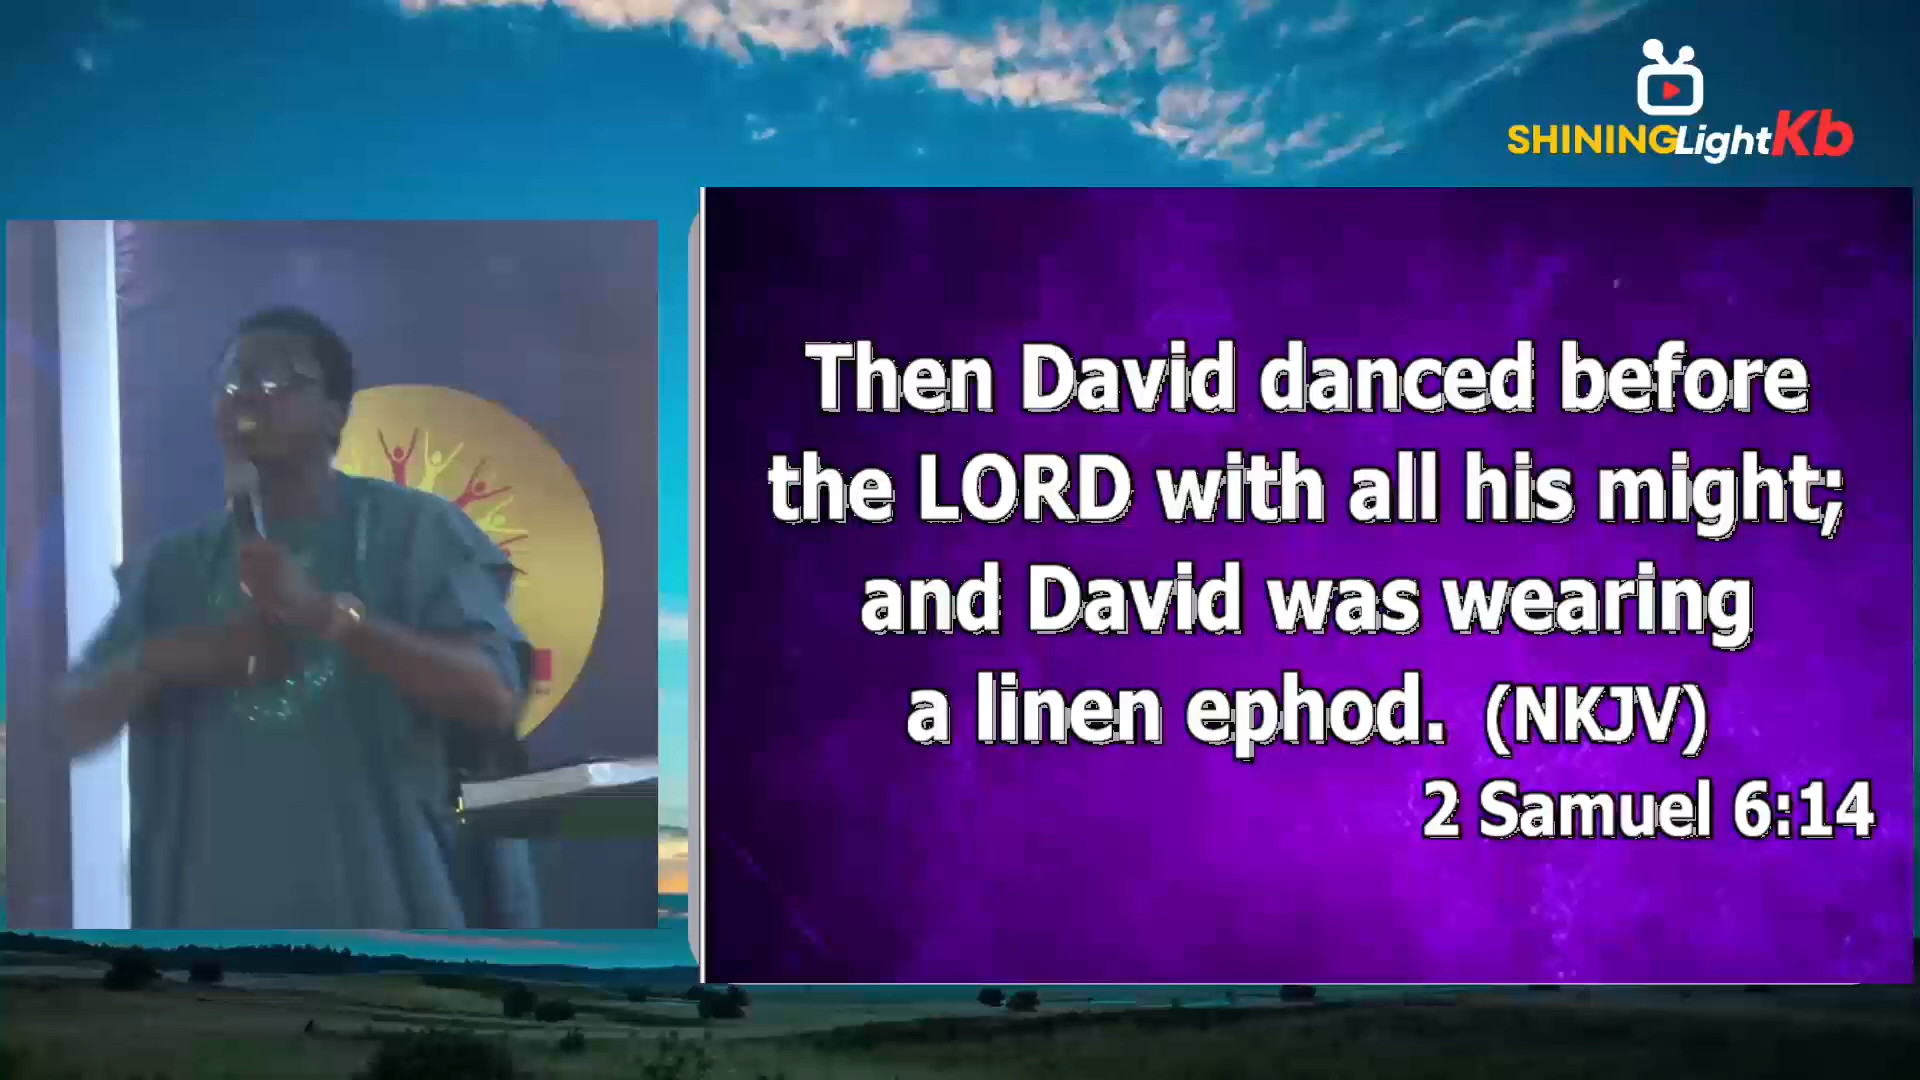 SHININGLightKb
Then David danced before
the LORD with all his might;
and David was wearing
a linen ephod. (NKJV)
2 Samuel 6:14